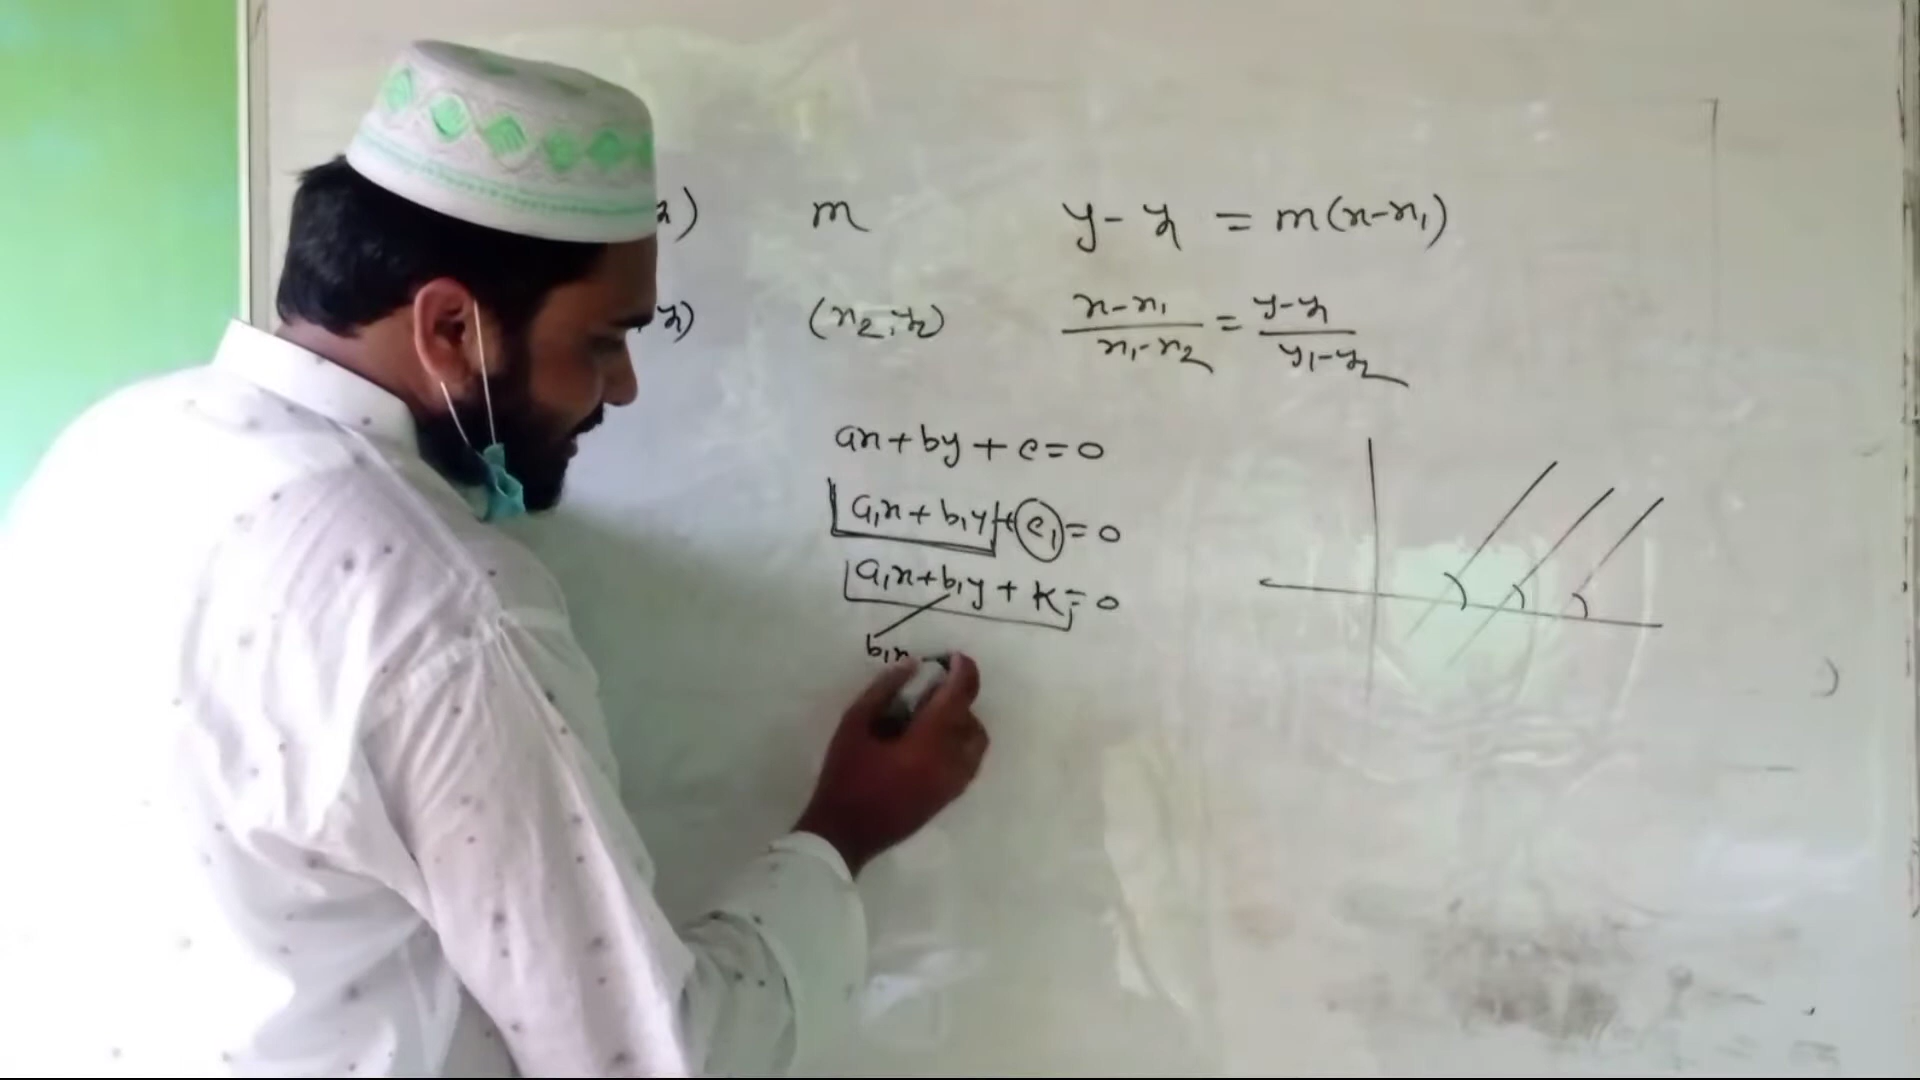 ) m y - y₁ = m(x-x₁)
, y₁) (x₂, y₂) x-x₁/x₁-x₂ = y-y₁/y₁-y₂
ax + by + c = 0
a₁x + b₁y + c₁ = 0
a₁x + b₁y + k = 0
b₁x